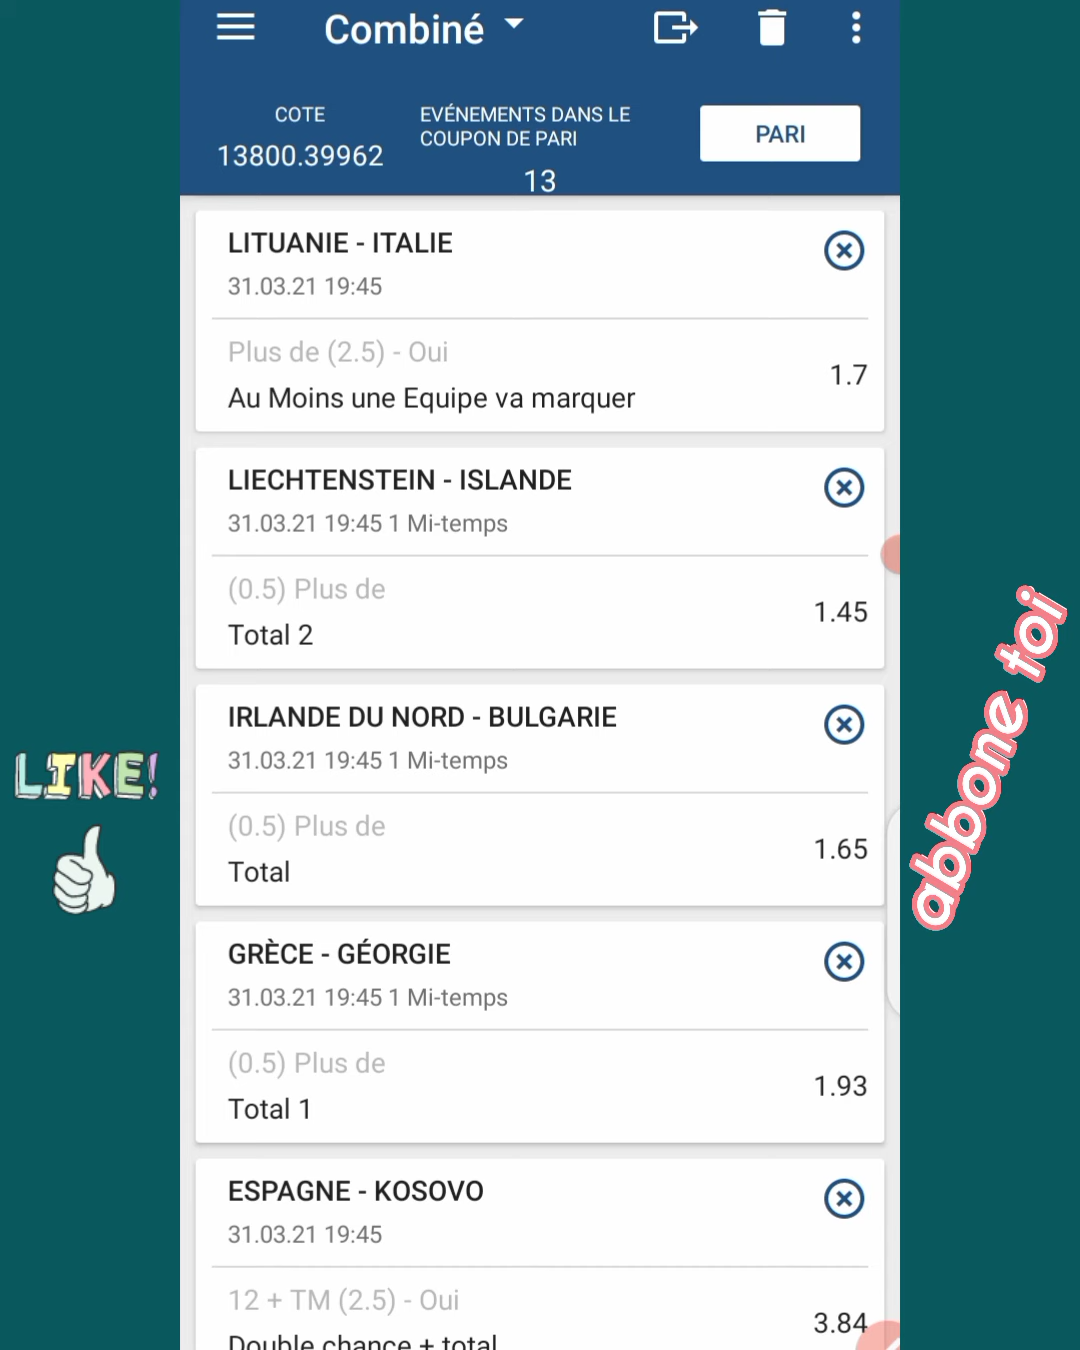 Combiné
COTE
13800.39962
EVÉNEMENTS DANS LE
COUPON DE PARI
13
PARI
LITUANIE - ITALIE
31.03.21 19:45
Plus de (2.5) - Oui
Au Moins une Equipe va marquer
1.7
LIECHTENSTEIN - ISLANDE
31.03.21 19:45 1 Mi-temps
(0.5) Plus de
Total 2
1.45
IRLANDE DU NORD - BULGARIE
31.03.21 19:45 1 Mi-temps
(0.5) Plus de
Total
1.65
GRÈCE - GÉORGIE
31.03.21 19:45 1 Mi-temps
(0.5) Plus de
Total 1
1.93
ESPAGNE - KOSOVO
31.03.21 19:45
12 + TM (2.5) - Oui
Double chance + total
3.84
LIKE!
abbone toi